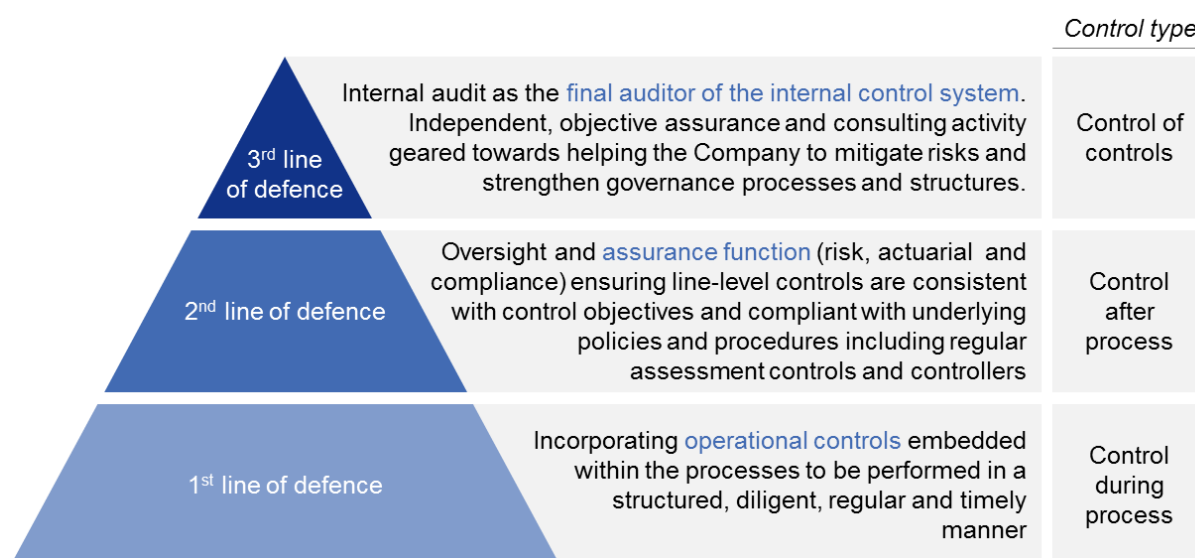 Control type
3rd line
of defence
Internal audit as the final auditor of the internal control system.
Independent, objective assurance and consulting activity
geared towards helping the Company to mitigate risks and
strengthen governance processes and structures.
Control of
controls
2nd line of defence
Oversight and assurance function (risk, actuarial and
compliance) ensuring line-level controls are consistent
with control objectives and compliant with underlying
policies and procedures including regular
assessment controls and controllers
Control
after
process
1st line of defence
Incorporating operational controls embedded
within the processes to be performed in a
structured, diligent, regular and timely
manner
Control
during
process